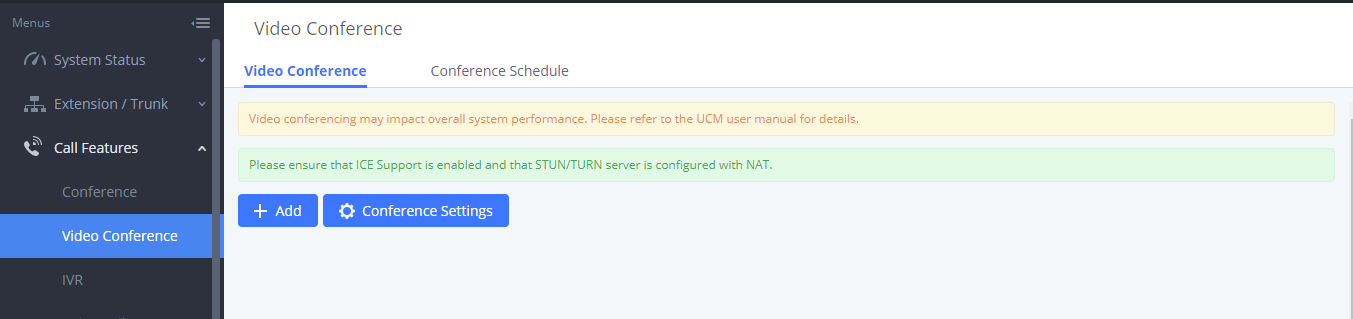 Menus
System Status
Extension / Trunk
Call Features
Conference
Video Conference
IVR
Video Conference
Video Conference
Conference Schedule
Video conferencing may impact overall system performance. Please refer to the UCM user manual for details.
Please ensure that ICE Support is enabled and that STUN/TURN server is configured with NAT.
Add
Conference Settings